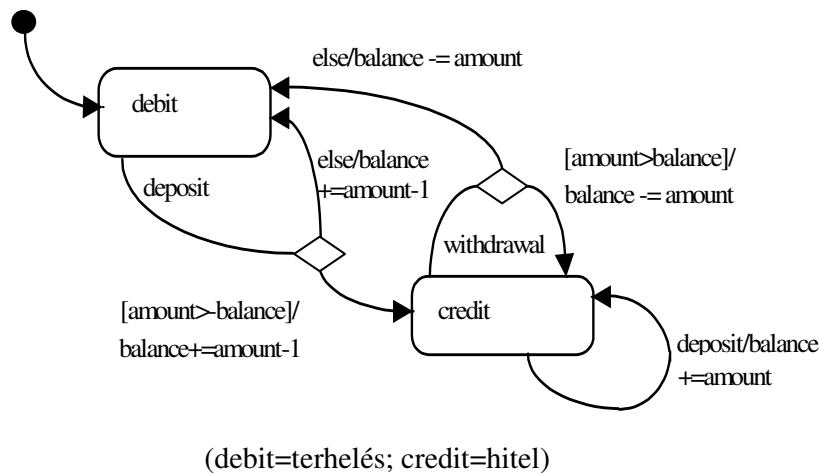 else/balance -= amount
debit
else/balance
+=amount-1
[amount>balance]/
balance -= amount
deposit
withdrawal
[amount>-balance]/
balance+=amount-1
credit
deposit/balance
+=amount
(debit=terhelés; credit=hitel)